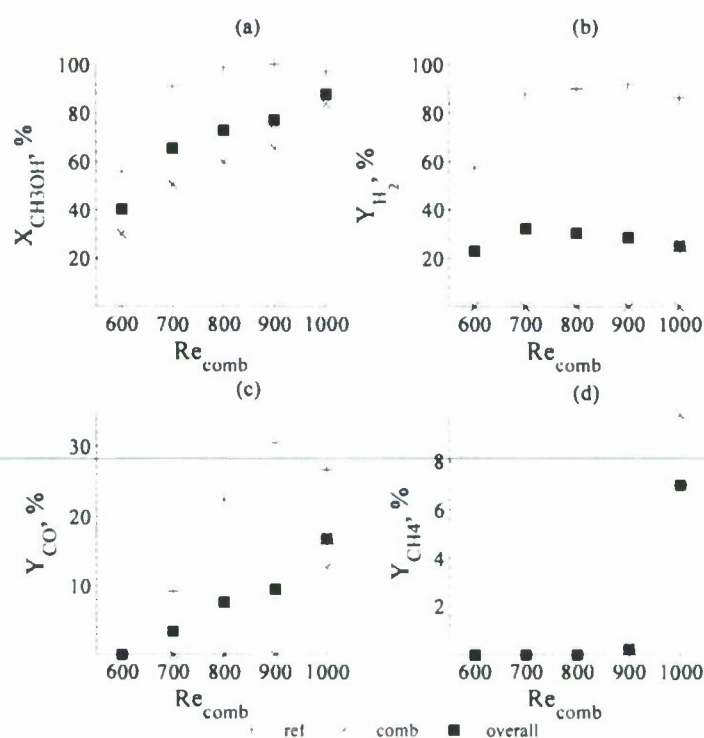 (a)
100
80
60
40
20
X_CH3OH, %
600 700 800 900 1000
Re_comb
(b)
100
80
60
40
20
Y_H2, %
600 700 800 900 1000
Re_comb
(c)
30
20
10
Y_CO, %
600 700 800 900 1000
Re_comb
(d)
8
6
4
2
Y_CH4, %
600 700 800 900 1000
Re_comb
ref comb overall